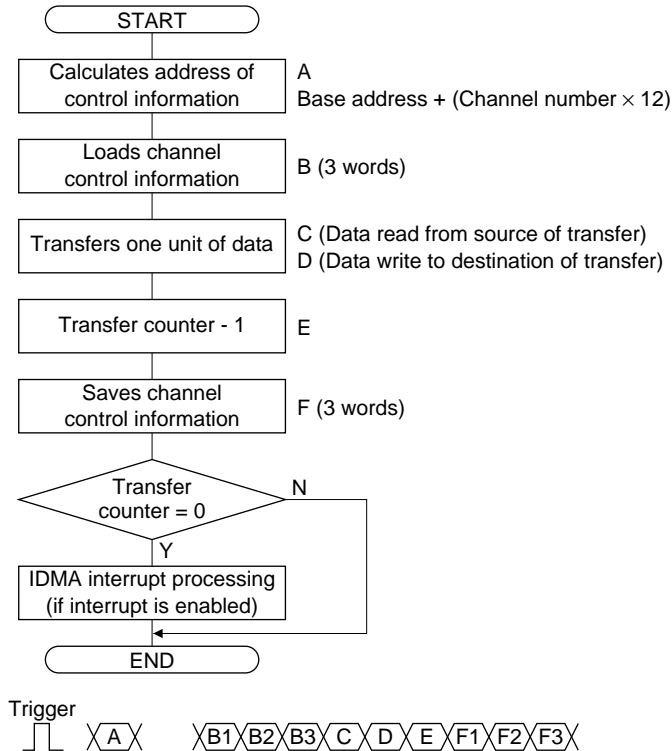 START
Calculates address of
control information
A
Base address + (Channel number × 12)
Loads channel
control information
B (3 words)
Transfers one unit of data
C (Data read from source of transfer)
D (Data write to destination of transfer)
Transfer counter - 1
E
Saves channel
control information
F (3 words)
Transfer
counter = 0
N
Y
IDMA interrupt processing
(if interrupt is enabled)
END
Trigger
A B1 B2 B3 C D E F1 F2 F3